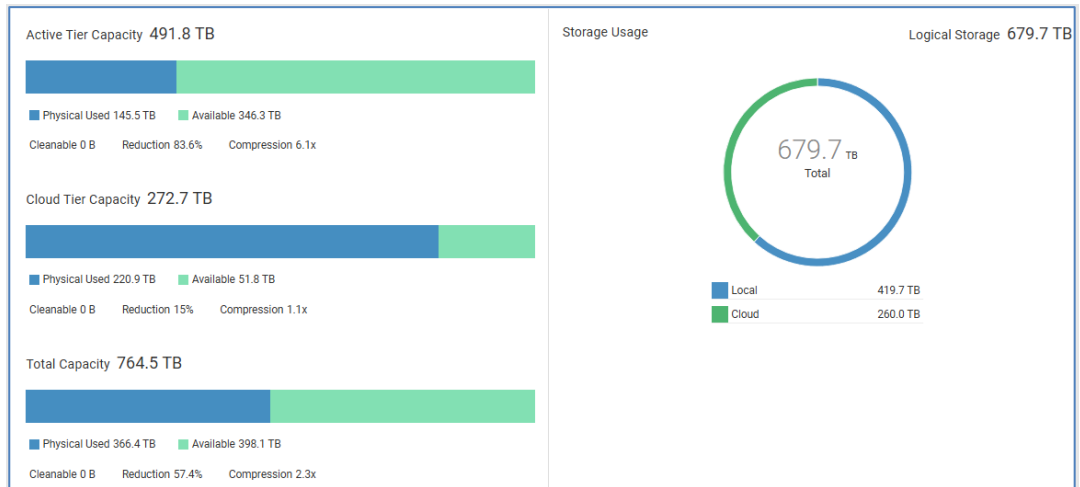 Active Tier Capacity 491.8 TB
Physical Used 145.5 TB Available 346.3 TB
Cleanable 0 B Reduction 83.6% Compression 6.1x
Cloud Tier Capacity 272.7 TB
Physical Used 220.9 TB Available 51.8 TB
Cleanable 0 B Reduction 15% Compression 1.1x
Total Capacity 764.5 TB
Physical Used 366.4 TB Available 398.1 TB
Cleanable 0 B Reduction 57.4% Compression 2.3x
Storage Usage Logical Storage 679.7 TB
679.7 TB
Total
Local 419.7 TB
Cloud 260.0 TB